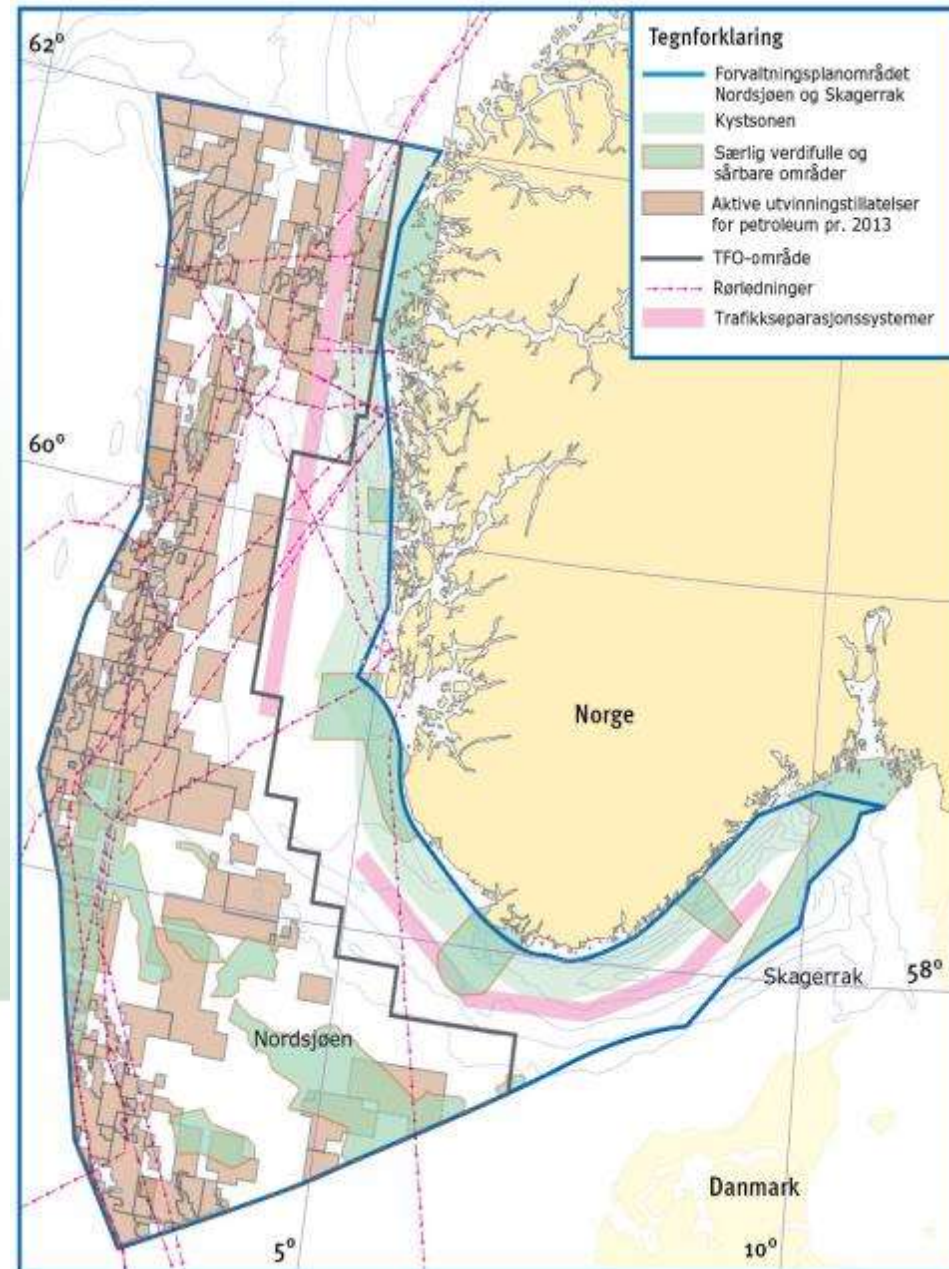 62°
Tegnforklaring
Forvaltningsplanområdet
Nordsjøen og Skagerrak
Kystsonen
Særlig verdifulle og
sårbare områder
Aktive utvinningstillatelser
for petroleum pr. 2013
TFO-område
Rørledninger
Trafikkseparasjonssystemer
60°
Norge
Skagerrak
58°
Nordsjøen
Danmark
5°
10°